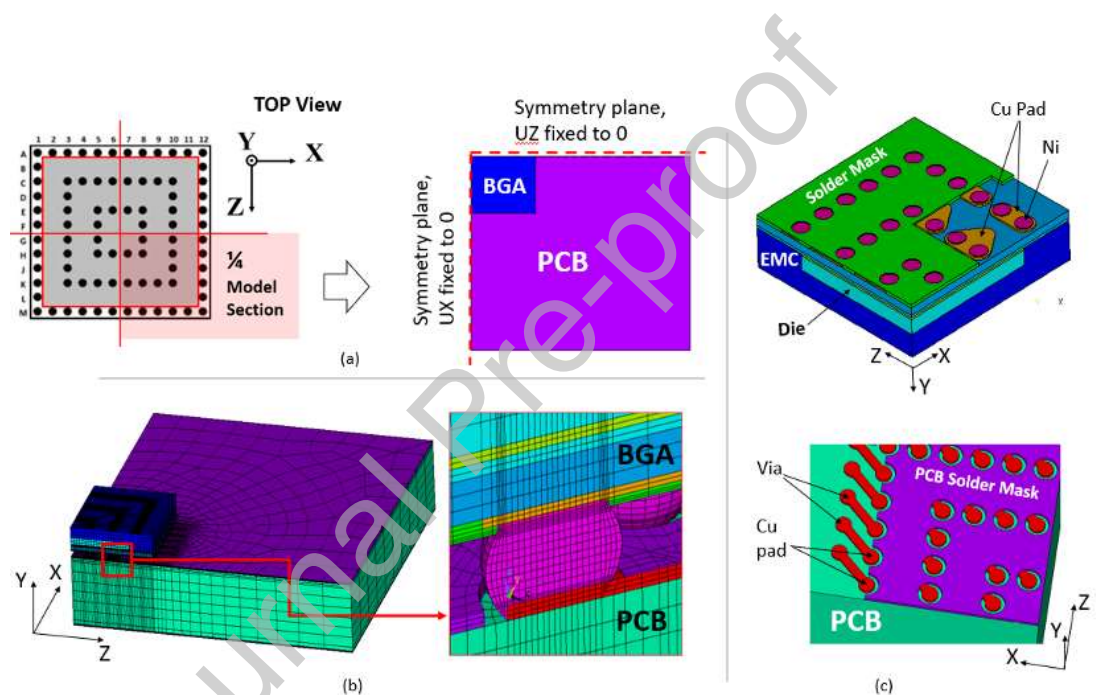 TOP View
1 2 3 4 5 6 7 8 9 10 11 12
A
B
C
D
E
F
G
H
J
K
L
M
Y
X
Z
¼
Model
Section
(a)
Symmetry plane,
UZ fixed to 0
Symmetry plane,
UX fixed to 0
BGA
PCB
Cu Pad
Ni
Solder Mask
EMC
Die
Z
X
Y
x
Y
X
Z
BGA
PCB
(b)
Via
Cu
pad
PCB Solder Mask
PCB
Z
Y
X
(c)
urnal Pre-proof